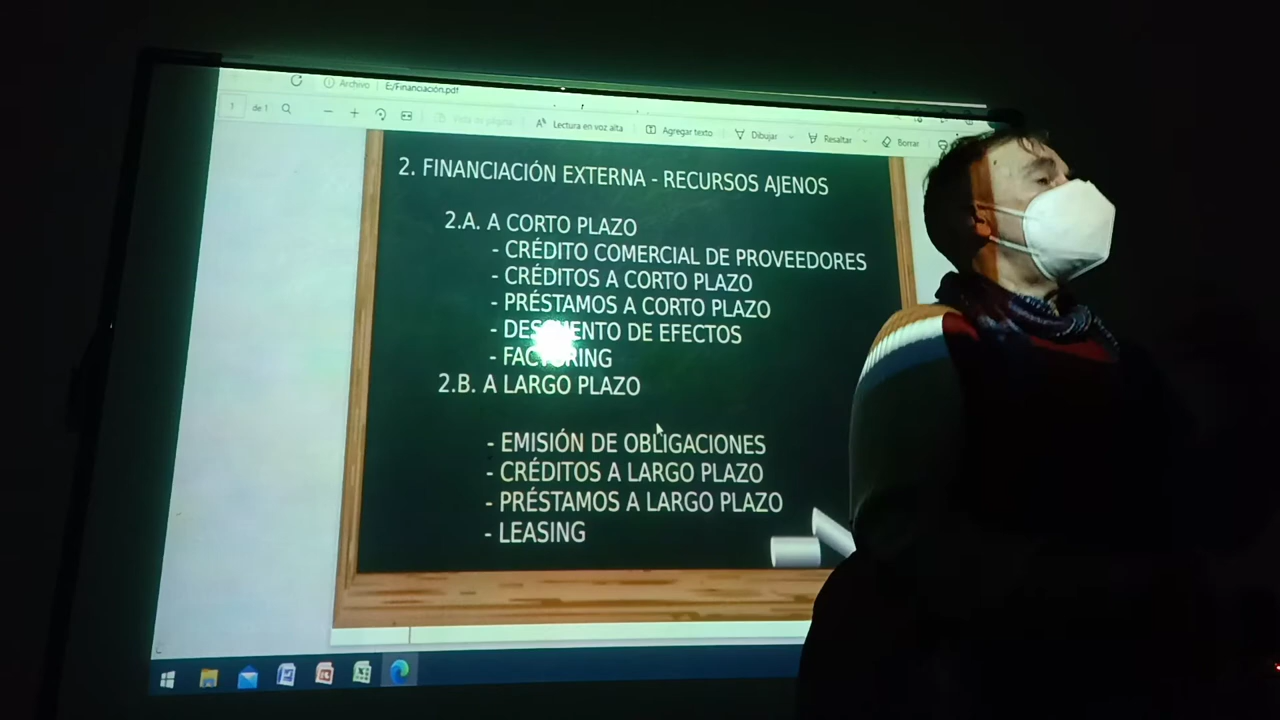 Archivo | E:/Financiación.pdf
1 de 1
Lectura en voz alta
Agregar texto
Dibujar
Resaltar
Borrar
2. FINANCIACIÓN EXTERNA - RECURSOS AJENOS
2.A. A CORTO PLAZO
- CRÉDITO COMERCIAL DE PROVEEDORES
- CRÉDITOS A CORTO PLAZO
- PRÉSTAMOS A CORTO PLAZO
- DESCUENTO DE EFECTOS
- FACTORING
2.B. A LARGO PLAZO
- EMISIÓN DE OBLIGACIONES
- CRÉDITOS A LARGO PLAZO
- PRÉSTAMOS A LARGO PLAZO
- LEASING